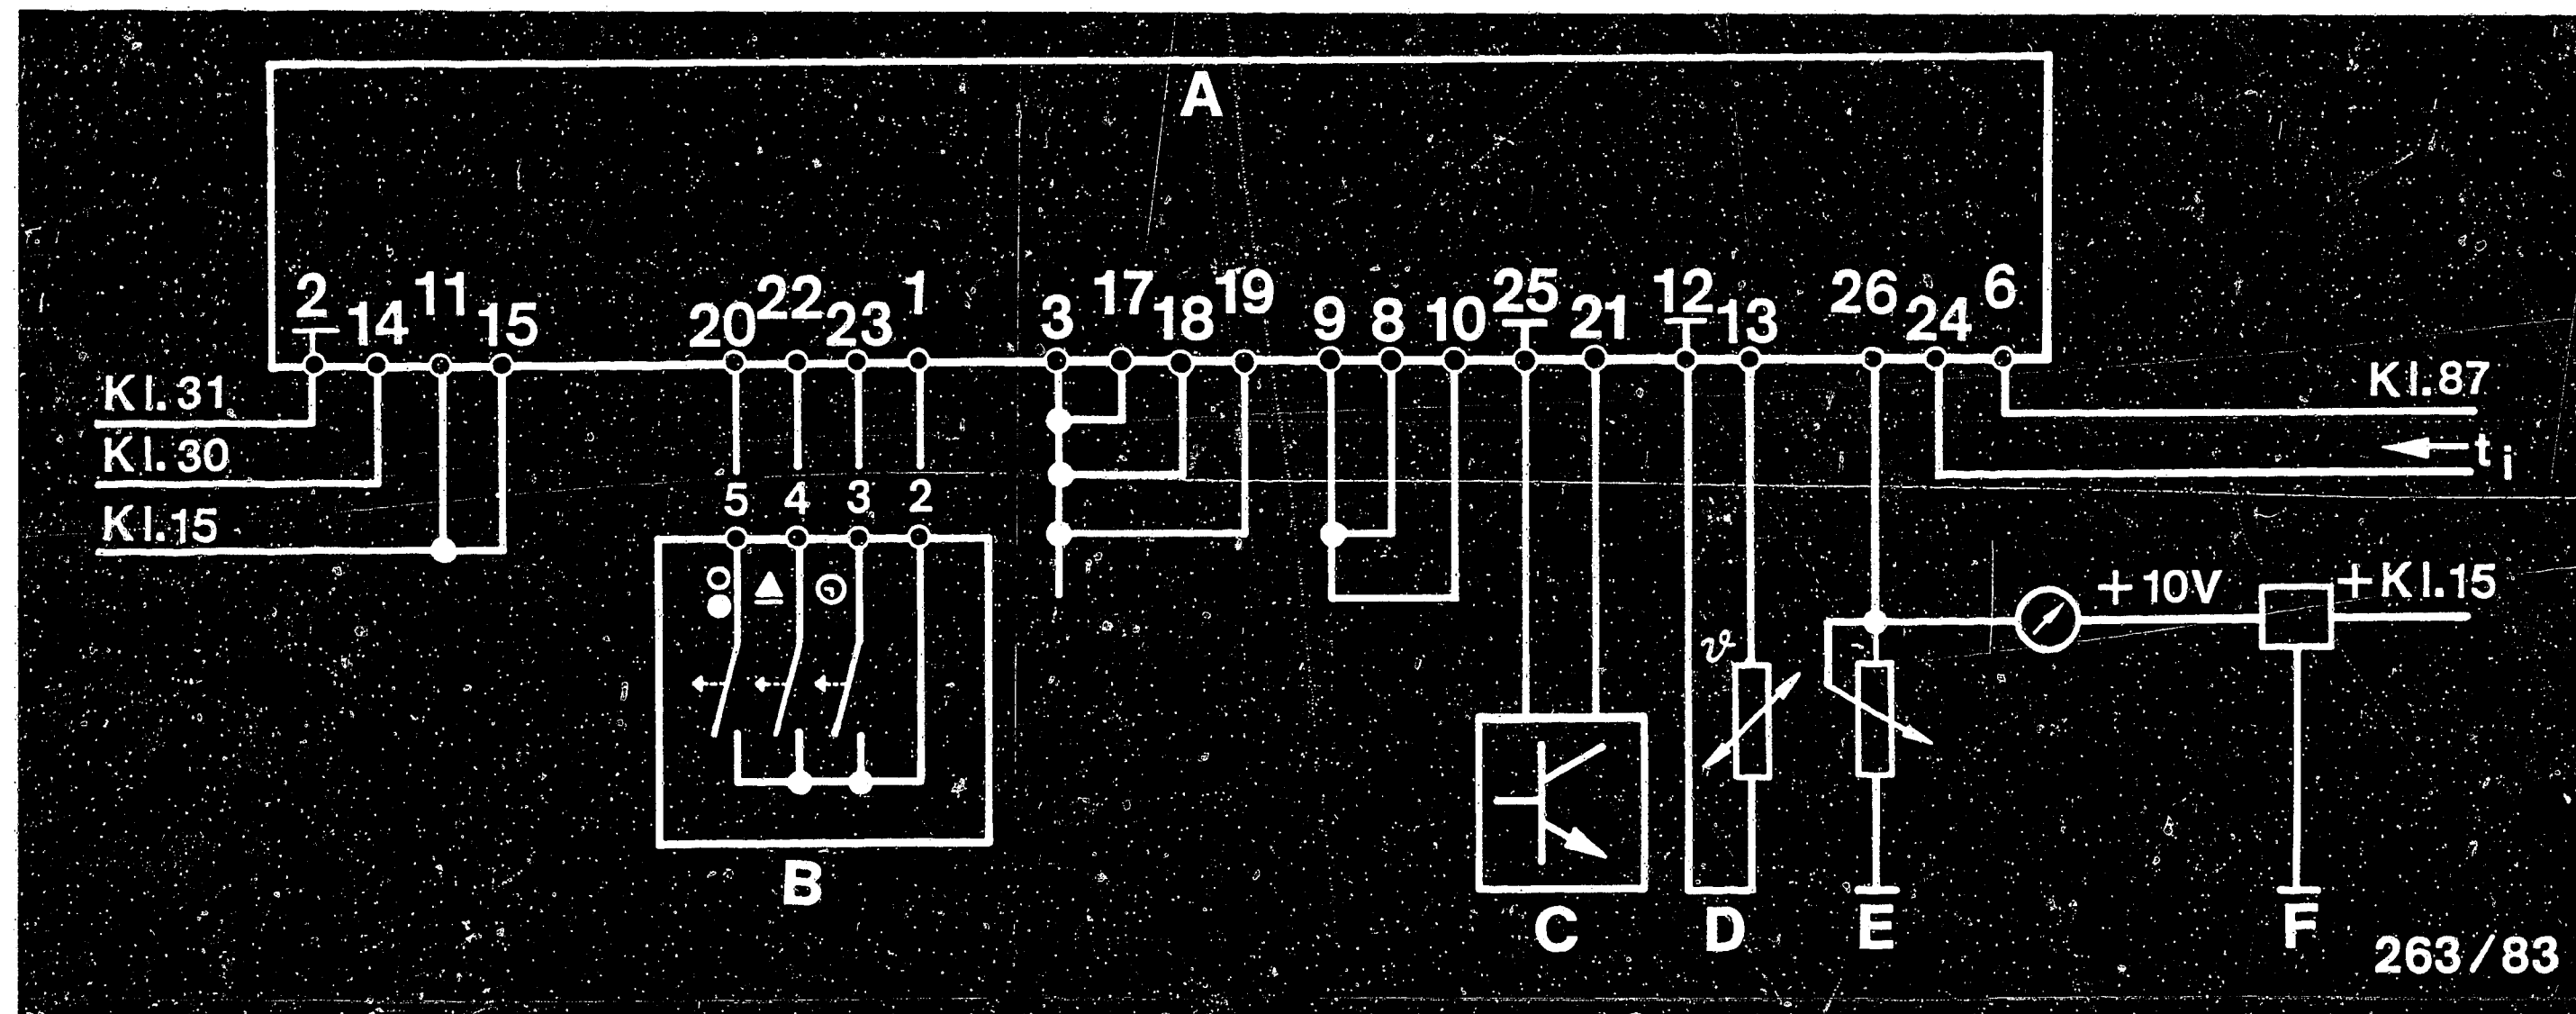 A
2 14 11 15 20 22 23 1 3 17 18 19 9 8 10 25 21 12 13 26 24 6
Kl.31
Kl.87
Kl.30
ti
Kl.15
5 4 3 2
+10V
+Kl.15
ϑ
B
C
D
E
F
263/83